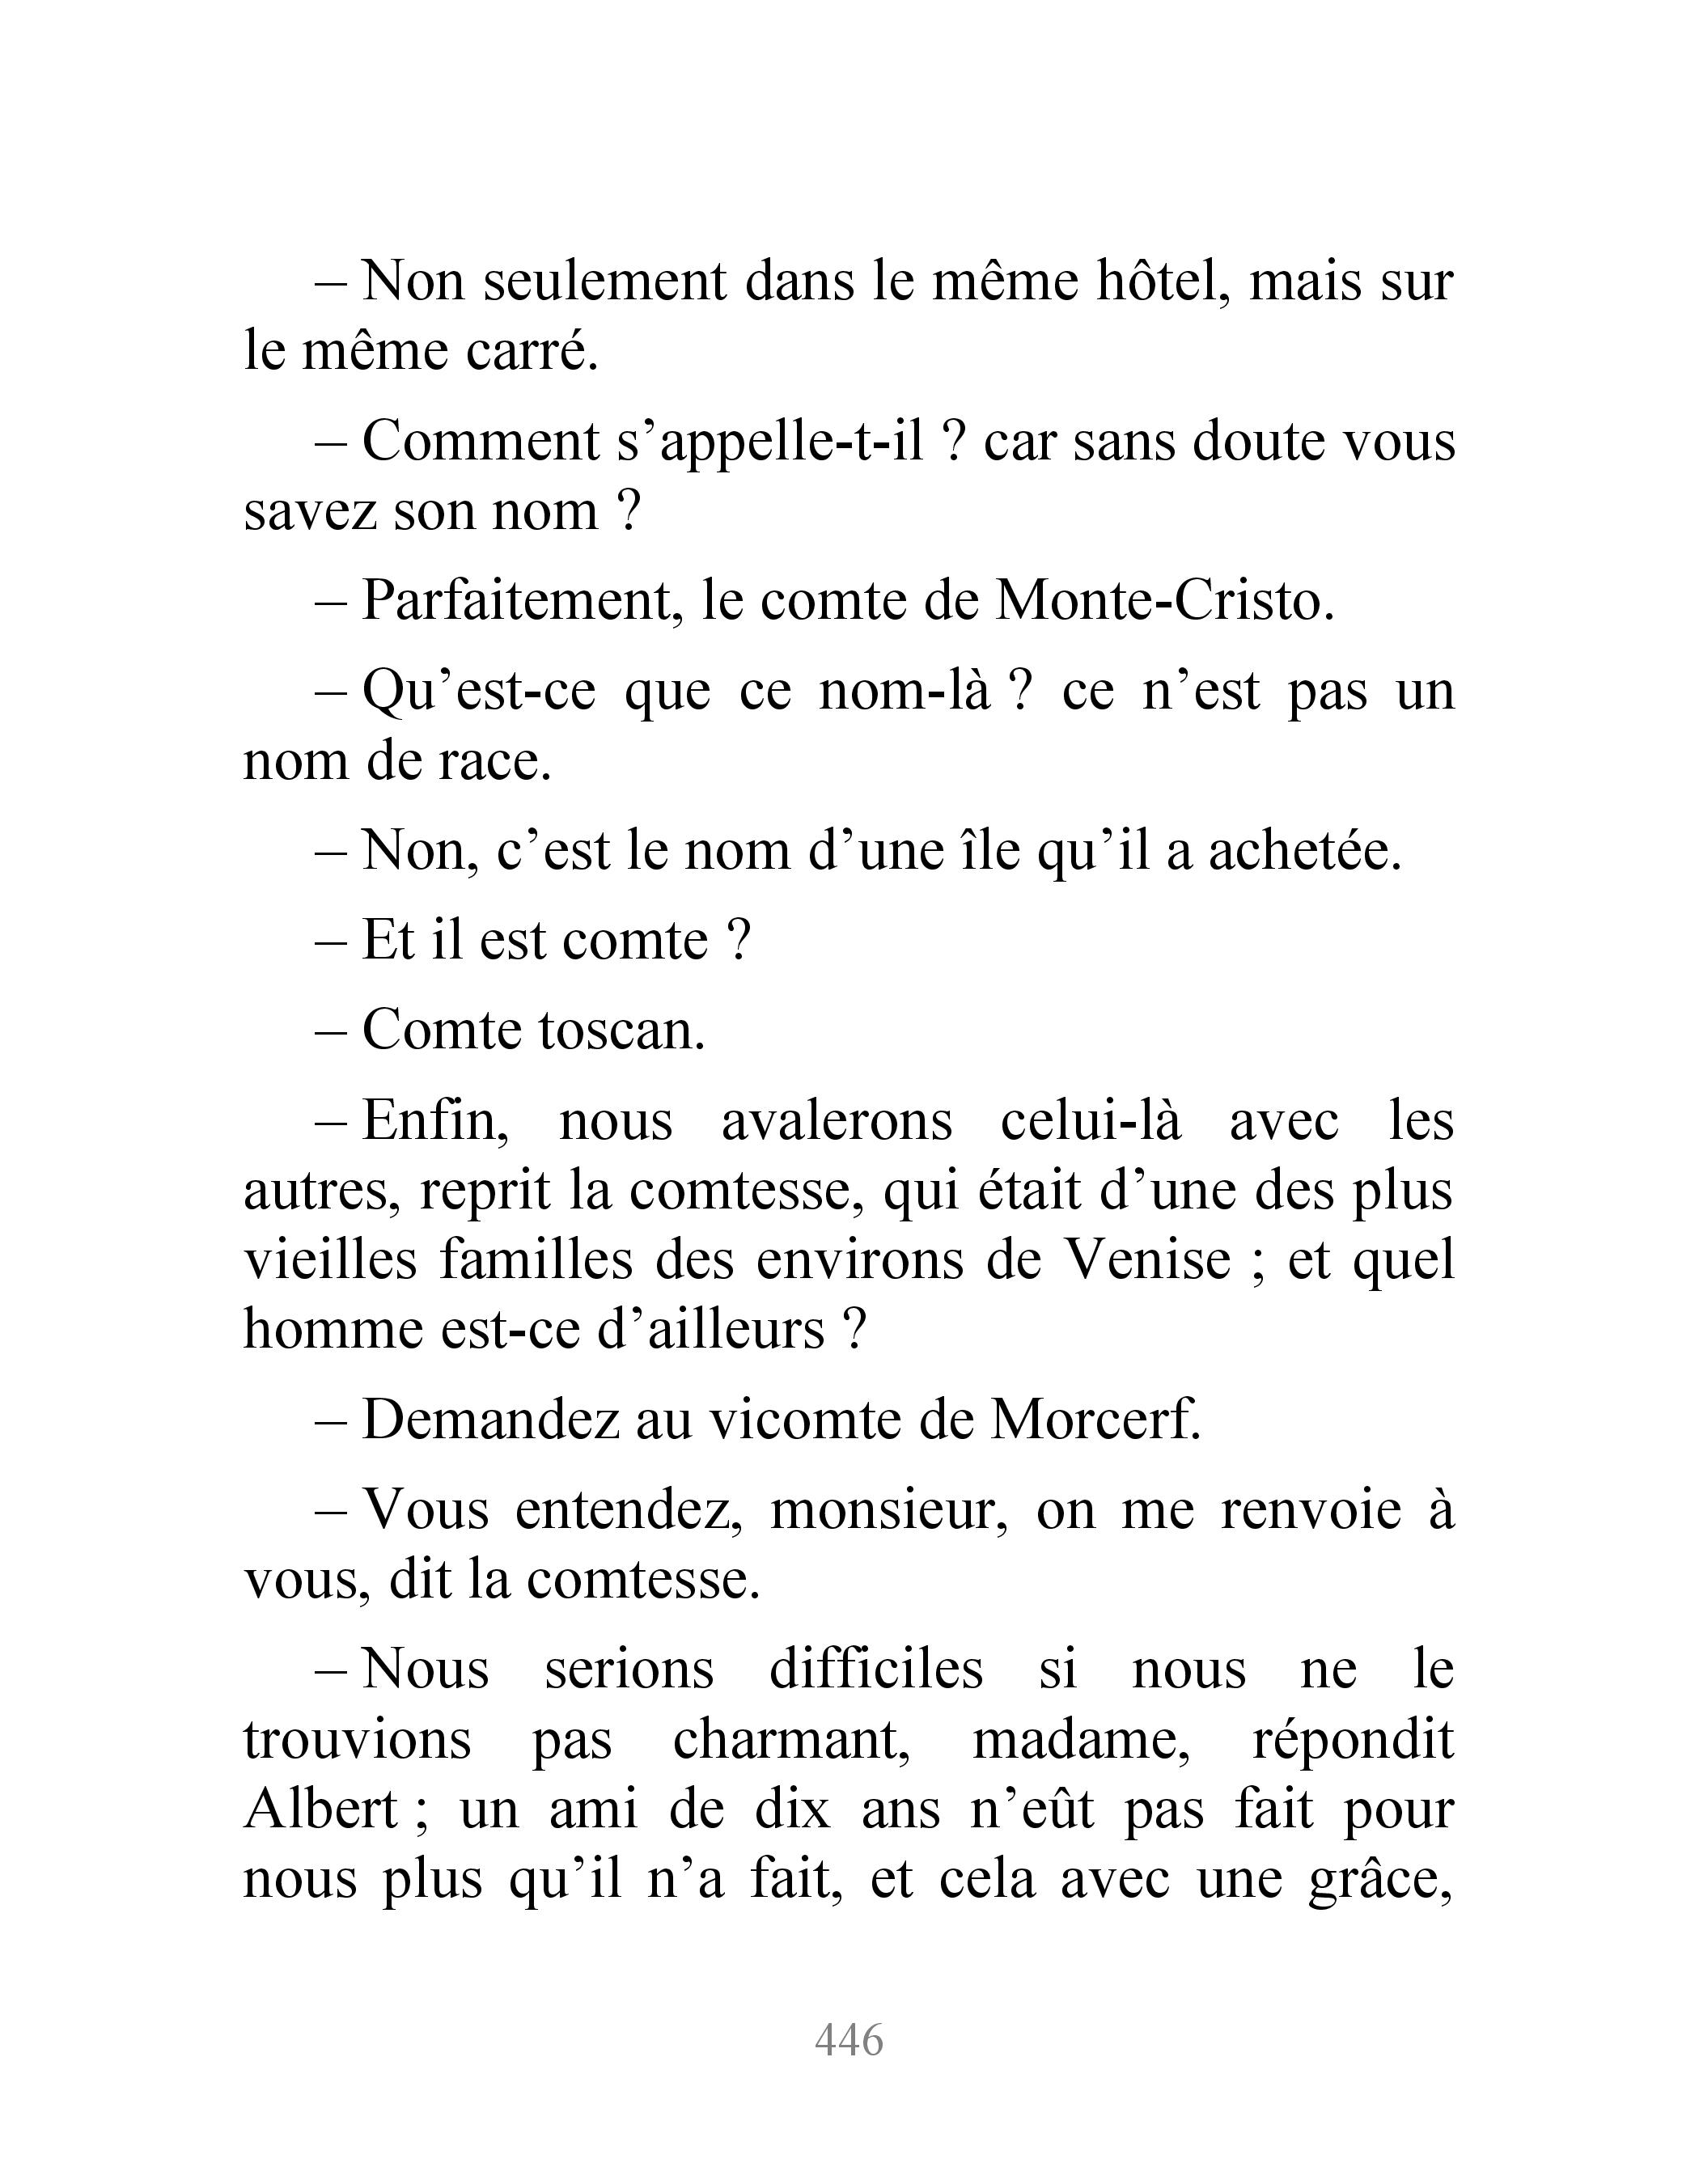 – Non seulement dans le même hôtel, mais sur
le même carré.
– Comment s’appelle-t-il ? car sans doute vous
savez son nom ?
– Parfaitement, le comte de Monte-Cristo.
– Qu’est-ce que ce nom-là ? ce n’est pas un
nom de race.
– Non, c’est le nom d’une île qu’il a achetée.
– Et il est comte ?
– Comte toscan.
– Enfin, nous avalerons celui-là avec les
autres, reprit la comtesse, qui était d’une des plus
vieilles familles des environs de Venise ; et quel
homme est-ce d’ailleurs ?
– Demandez au vicomte de Morcerf.
– Vous entendez, monsieur, on me renvoie à
vous, dit la comtesse.
– Nous serions difficiles si nous ne le
trouvions pas charmant, madame, répondit
Albert ; un ami de dix ans n’eût pas fait pour
nous plus qu’il n’a fait, et cela avec une grâce,
446